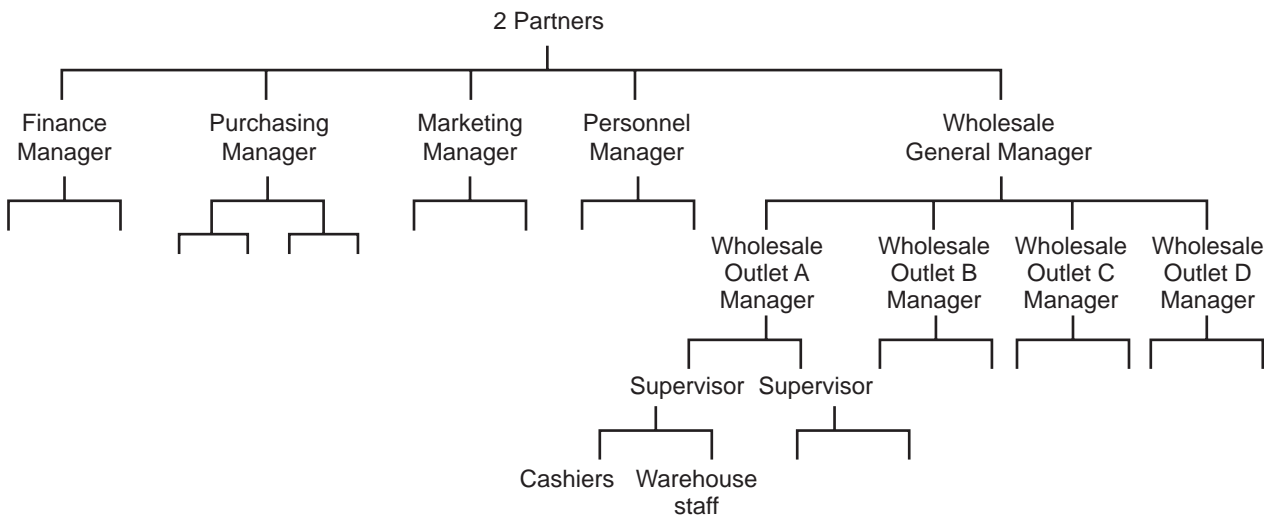 2 Partners
Finance
Manager
Purchasing
Manager
Marketing
Manager
Personnel
Manager
Wholesale
General Manager
Wholesale
Outlet A
Manager
Wholesale
Outlet B
Manager
Wholesale
Outlet C
Manager
Wholesale
Outlet D
Manager
Supervisor
Supervisor
Cashiers
Warehouse
staff